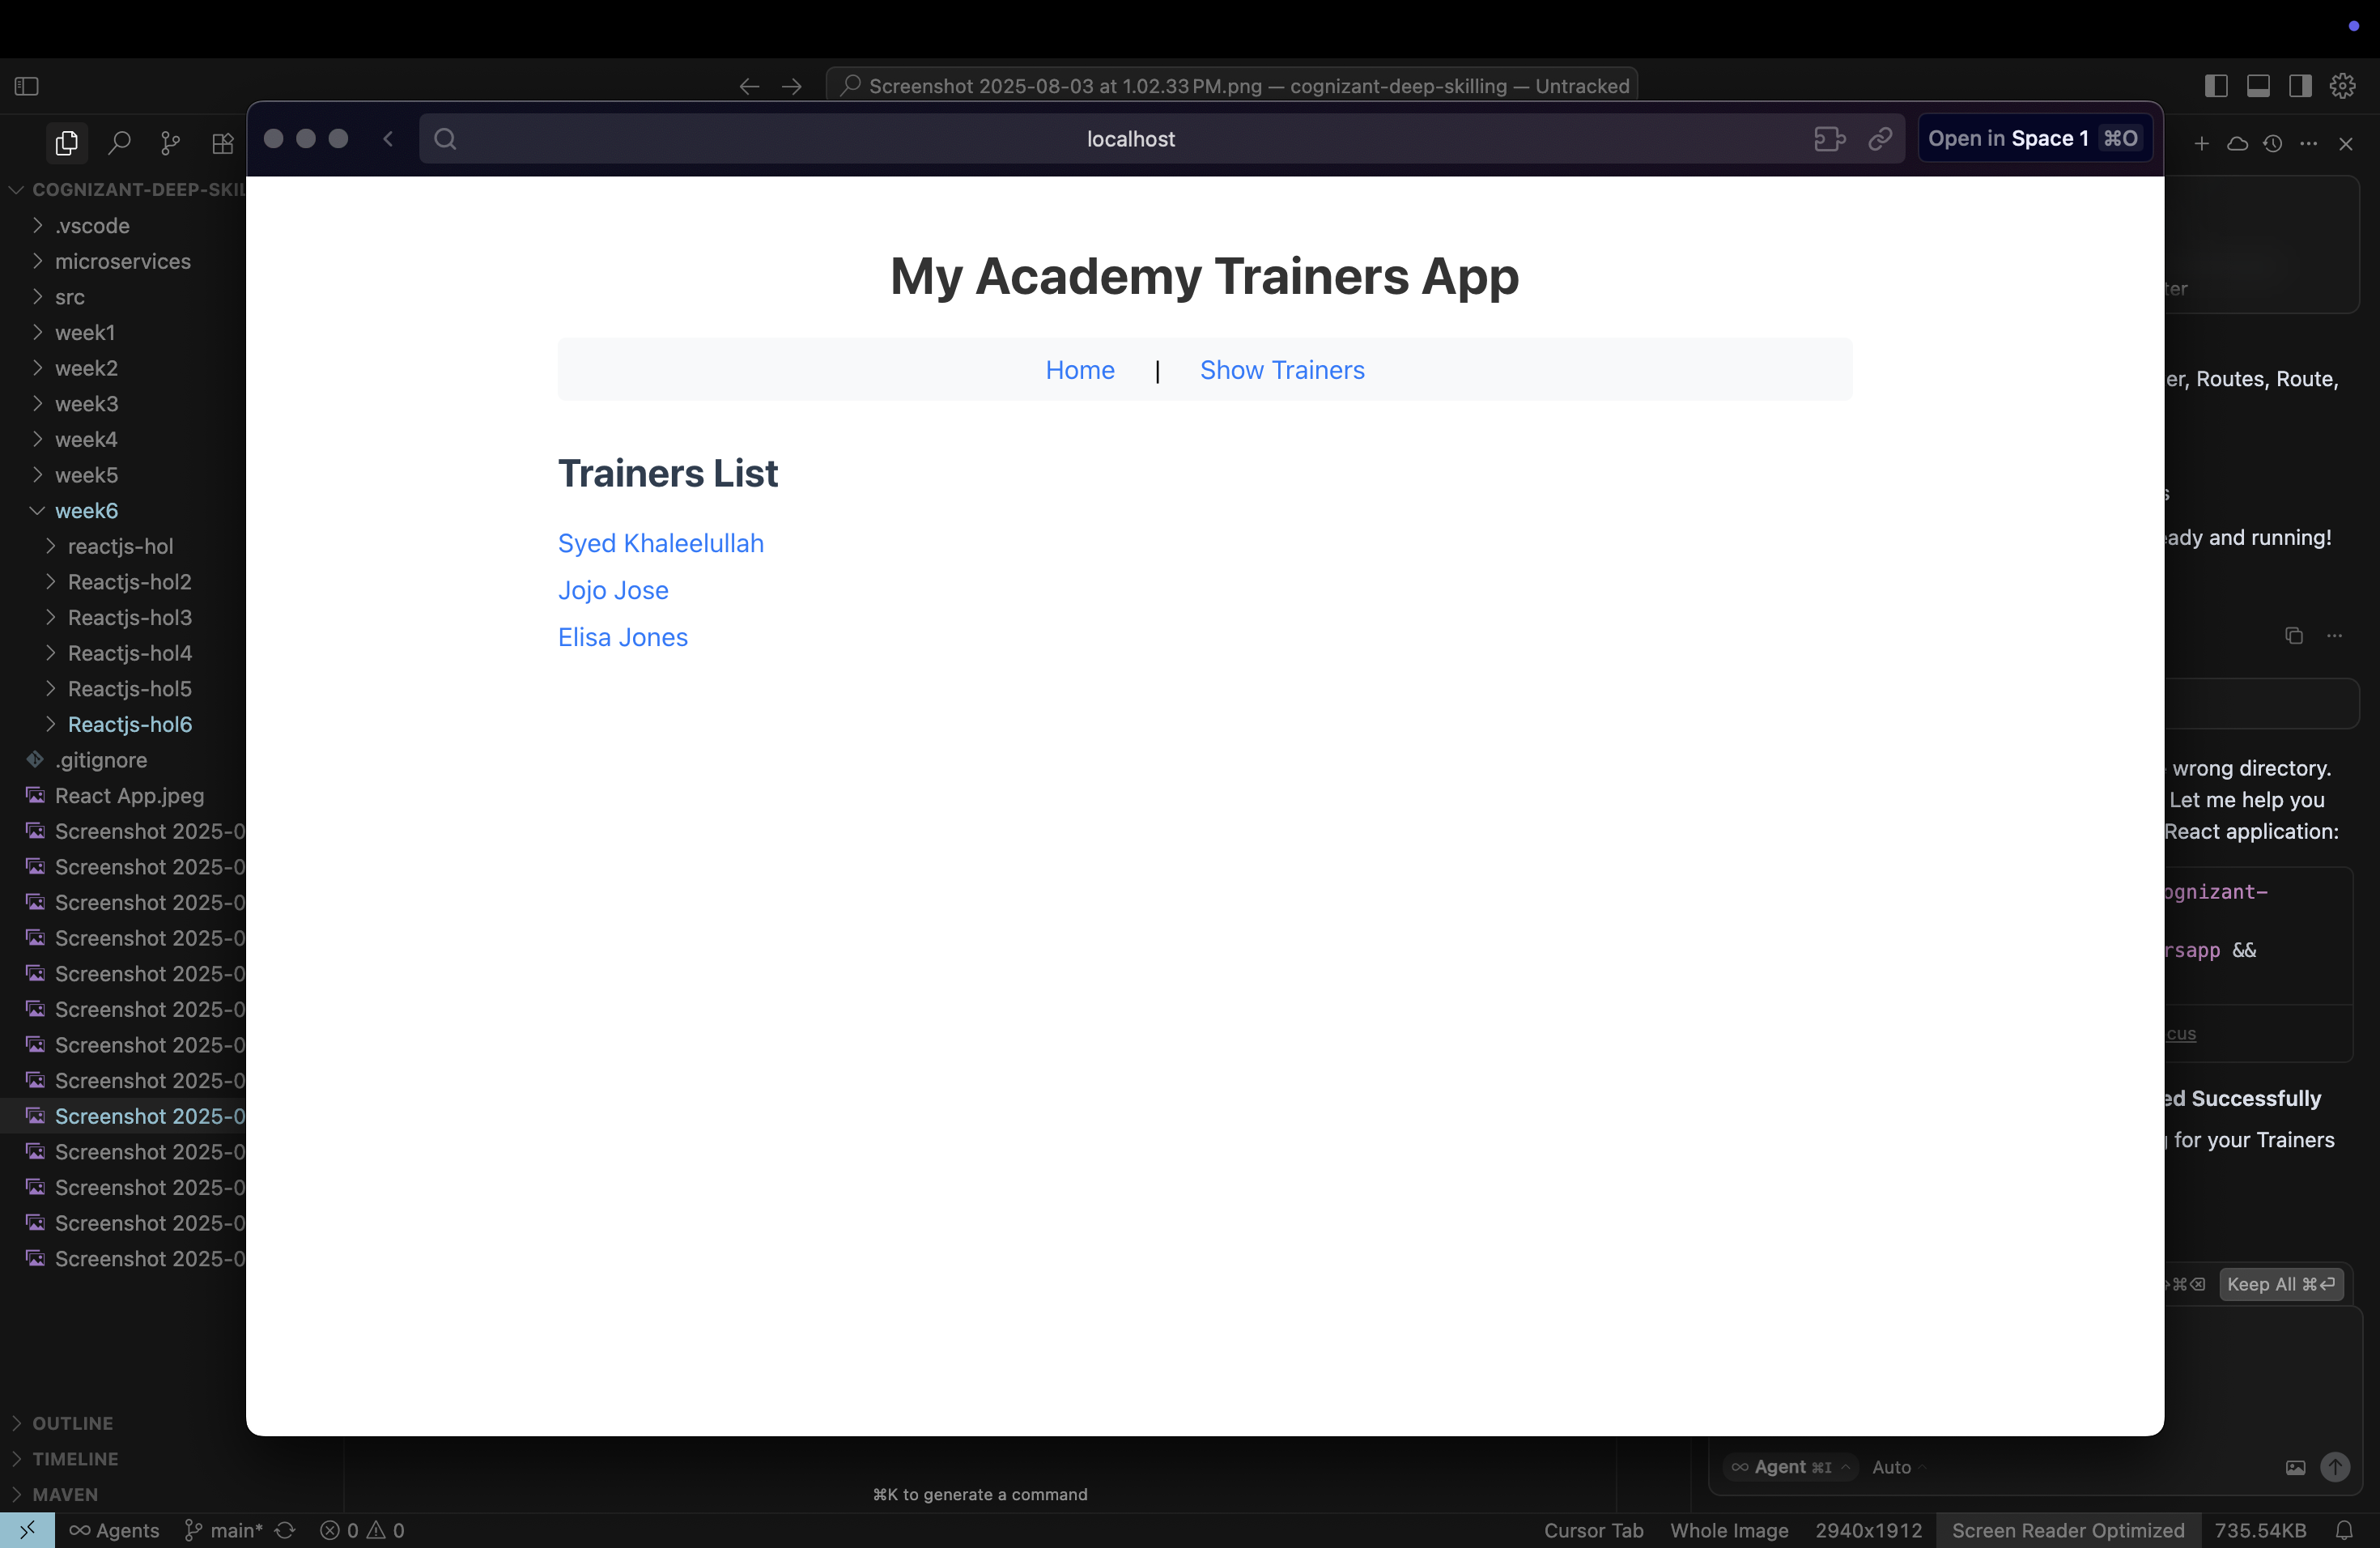 Screenshot 2025-08-03 at 1.02.33 PM.png — cognizant-deep-skilling — Untracked
localhost
Open in Space 1 ⌘O
COGNIZANT-DEEP-SKIL
.vscode
microservices
src
week1
week2
week3
week4
week5
week6
reactjs-hol
Reactjs-hol2
Reactjs-hol3
Reactjs-hol4
Reactjs-hol5
Reactjs-hol6
.gitignore
React App.jpeg
Screenshot 2025-0
Screenshot 2025-0
Screenshot 2025-0
Screenshot 2025-0
Screenshot 2025-0
Screenshot 2025-0
Screenshot 2025-0
Screenshot 2025-0
Screenshot 2025-0
Screenshot 2025-0
Screenshot 2025-0
Screenshot 2025-0
Screenshot 2025-0
OUTLINE
TIMELINE
MAVEN
My Academy Trainers App
Home | Show Trainers
Trainers List
Syed Khaleelullah
Jojo Jose
Elisa Jones
ter
er, Routes, Route,
s
eady and running!
wrong directory.
Let me help you
React application:
ognizant-
rsapp &&
cus
ed Successfully
for your Trainers
⌘⌫ Keep All ⌘⏎
Agent ⌘I Auto
⌘K to generate a command
Agents main* 0 0
Cursor Tab Whole Image 2940x1912 Screen Reader Optimized 735.54KB